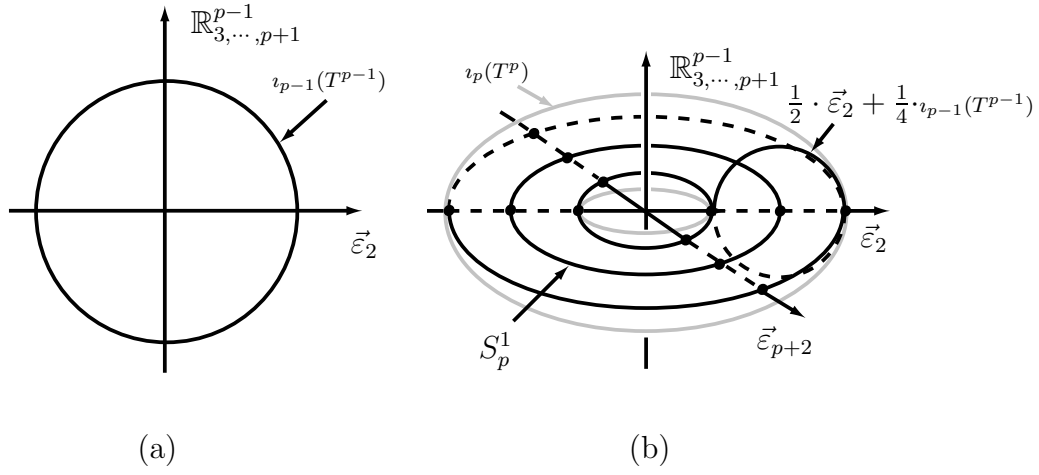 ℝ^{p−1}_{3,⋯,p+1}
ı_{p−1}(T^{p−1})
ε⃗_2
(a)
ı_p(T^p)
ℝ^{p−1}_{3,⋯,p+1}
1/2 · ε⃗_2 + 1/4 · ı_{p−1}(T^{p−1})
ε⃗_2
S^1_p
ε⃗_{p+2}
(b)